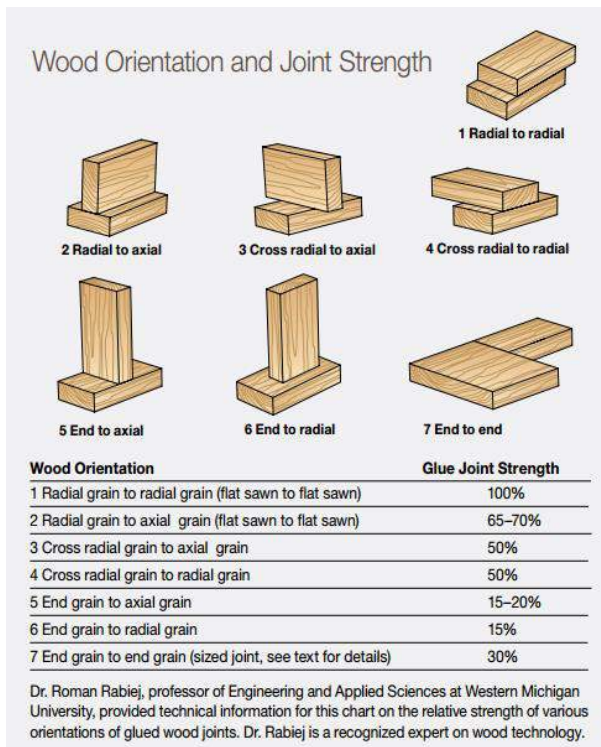 Wood Orientation and Joint Strength
1 Radial to radial
2 Radial to axial
3 Cross radial to axial
4 Cross radial to radial
5 End to axial
6 End to radial
7 End to end
Wood Orientation Glue Joint Strength
1 Radial grain to radial grain (flat sawn to flat sawn) 100%
2 Radial grain to axial grain (flat sawn to flat sawn) 65–70%
3 Cross radial grain to axial grain 50%
4 Cross radial grain to radial grain 50%
5 End grain to axial grain 15–20%
6 End grain to radial grain 15%
7 End grain to end grain (sized joint, see text for details) 30%
Dr. Roman Rabiej, professor of Engineering and Applied Sciences at Western Michigan
University, provided technical information for this chart on the relative strength of various
orientations of glued wood joints. Dr. Rabiej is a recognized expert on wood technology.